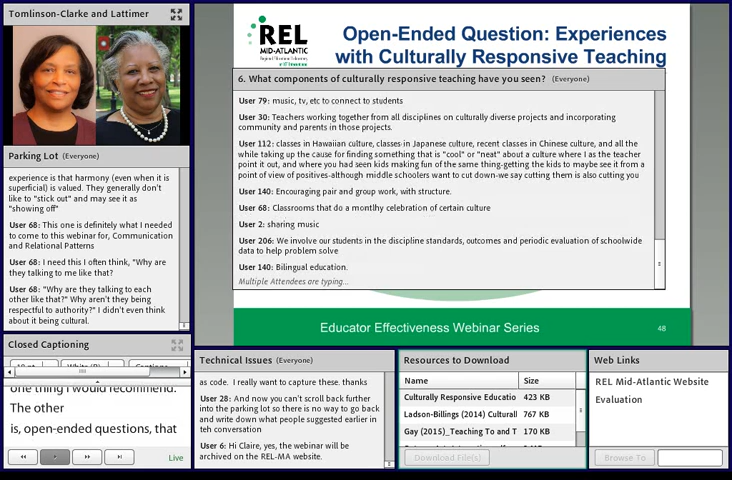 Tomlinson-Clarke and Lattimer
Parking Lot (Everyone)
experience is that harmony (even when it is
superficial) is valued. They generally don't
like to "stick out" and may see it as
"showing off"
User 68: This one is definitely what I needed
to come to this webinar for, Communication
and Relational Patterns
User 68: I need this I often think, "Why are
they talking to me like that?
User 68: "Why are they talking to each
other like that?" Why aren't they being
respectful to authority?" I didn't even think
about it being cultural.
Closed Captioning
one thing I would recommend.
The other
is, open-ended questions, that
Live
REL
MID-ATLANTIC
Open-Ended Question: Experiences
with Culturally Responsive Teaching
6. What components of culturally responsive teaching have you seen? (Everyone)
User 79: music, tv, etc to connect to students
User 30: Teachers working together from all disciplines on culturally diverse projects and incorporating
community and parents in those projects.
User 112: classes in Hawaiian culture, classes in Japanese culture, recent classes in Chinese culture, and all the
while taking up the cause for finding something that is "cool" or "neat" about a culture where I as the teacher
point it out, and where you had seen kids making fun of the same thing-getting the kids to maybe see it from a
point of view of positives-although middle schoolers want to cut down-we say cutting them is also cutting you
User 140: Encouraging pair and group work, with structure.
User 68: Classrooms that do a montlhy celebration of certain culture
User 2: sharing music
User 206: We involve our students in the discipline standards, outcomes and periodic evaluation of schoolwide
data to help problem solve
User 140: Bilingual education.
Multiple Attendees are typing...
Educator Effectiveness Webinar Series
48
Technical Issues (Everyone)
as code. I really want to capture these. thanks
User 28: And now you can't scroll back further
into the parking lot so there is no way to go back
and write down what people suggested earlier in
teh conversation
User 6: Hi Claire, yes, the webinar will be
archived on the REL-MA website.
Resources to Download
Name Size
Culturally Responsive Educatio 423 KB
Ladson-Billings (2014) Culturall 767 KB
Gay (2015)_Teaching To and T 170 KB
Download File(s)
Web Links
REL Mid-Atlantic Website
Evaluation
Browse To